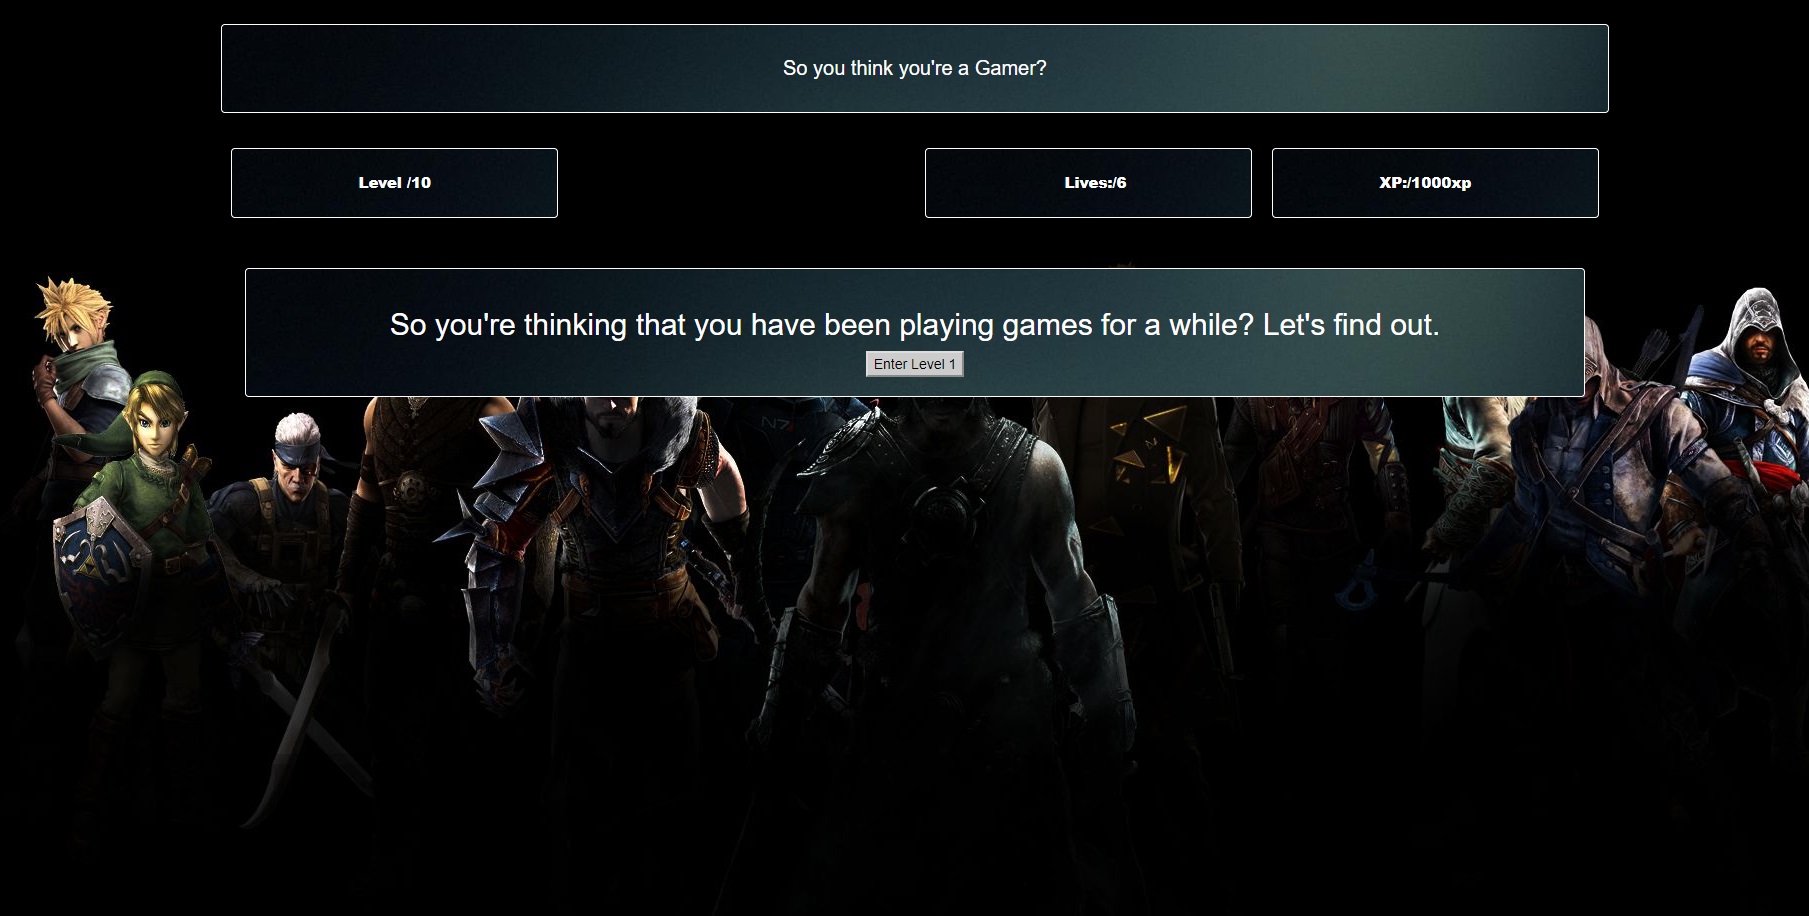 So you think you're a Gamer?
Level /10
Lives:/6
XP:/1000xp
So you're thinking that you have been playing games for a while? Let's find out.
Enter Level 1
N7